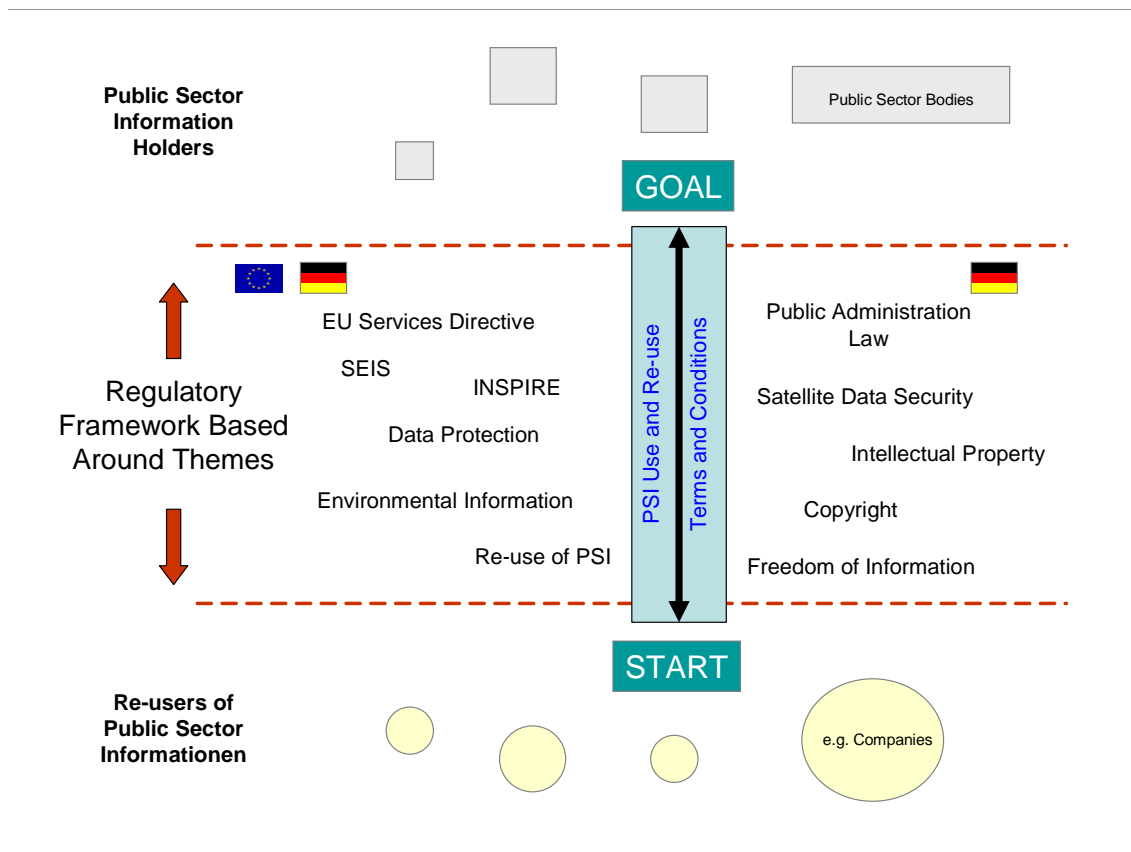 Public Sector
Information
Holders
Public Sector Bodies
GOAL
EU Services Directive
SEIS
INSPIRE
Data Protection
Environmental Information
Re-use of PSI
Regulatory
Framework Based
Around Themes
PSI Use and Re-use
Terms and Conditions
Public Administration
Law
Satellite Data Security
Intellectual Property
Copyright
Freedom of Information
START
Re-users of
Public Sector
Informationen
e.g. Companies